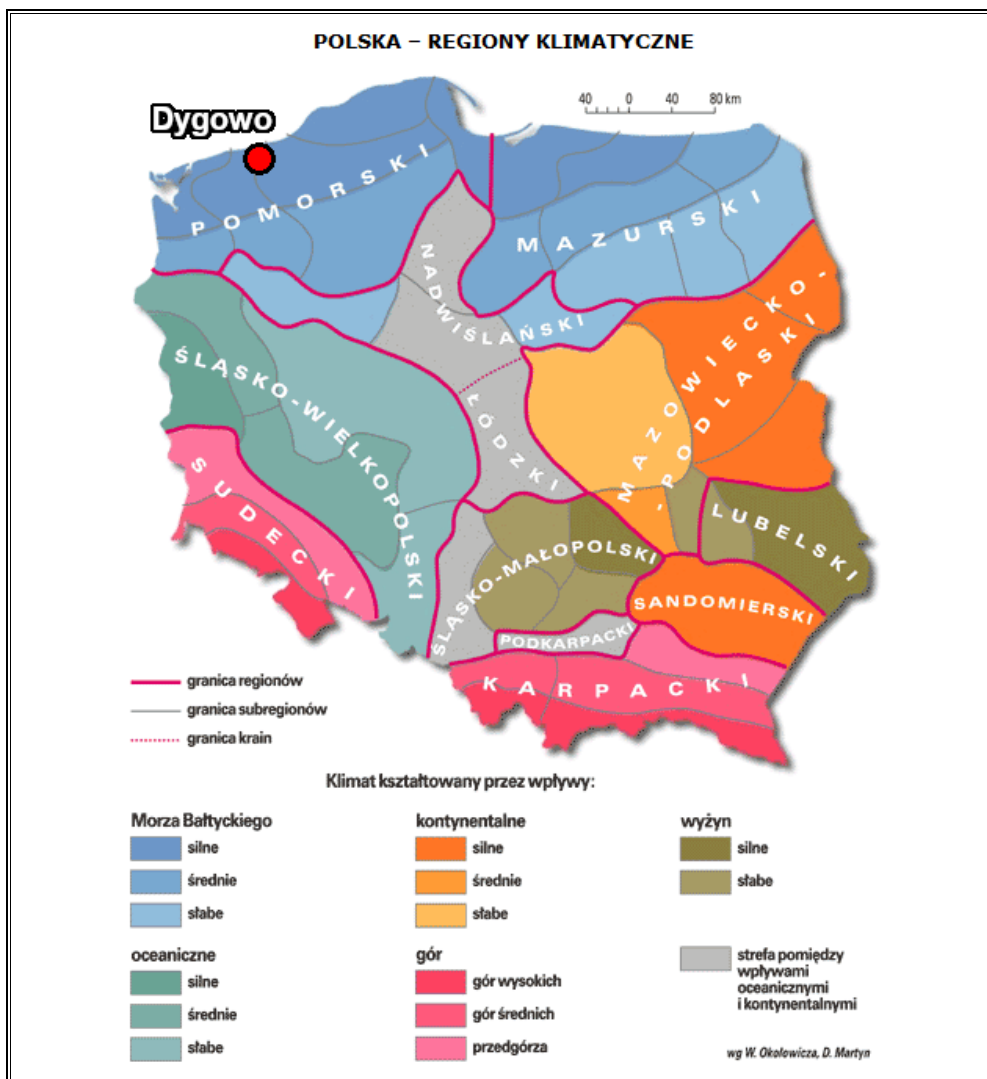 POLSKA – REGIONY KLIMATYCZNE
40 0 40 80 km
Dygowo
POMORSKI
MAZURSKI
NADWIŚLAŃSKI
MAZOWIECKO-
-PODLASKI
ŚLĄSKO-WIELKOPOLSKI
ŁÓDZKI
SUDECKI
LUBELSKI
ŚLĄSKO-MAŁOPOLSKI
SANDOMIERSKI
PODKARPACKI
KARPACKI
granica regionów
granica subregionów
granica krain
Klimat kształtowany przez wpływy:
Morza Bałtyckiego
silne
średnie
słabe
kontynentalne
silne
średnie
słabe
wyżyn
silne
słabe
oceaniczne
silne
średnie
słabe
gór
gór wysokich
gór średnich
przedgórza
strefa pomiędzy
wpływami
oceanicznymi
i kontynentalnymi
wg W. Okołowicza, D. Martyn